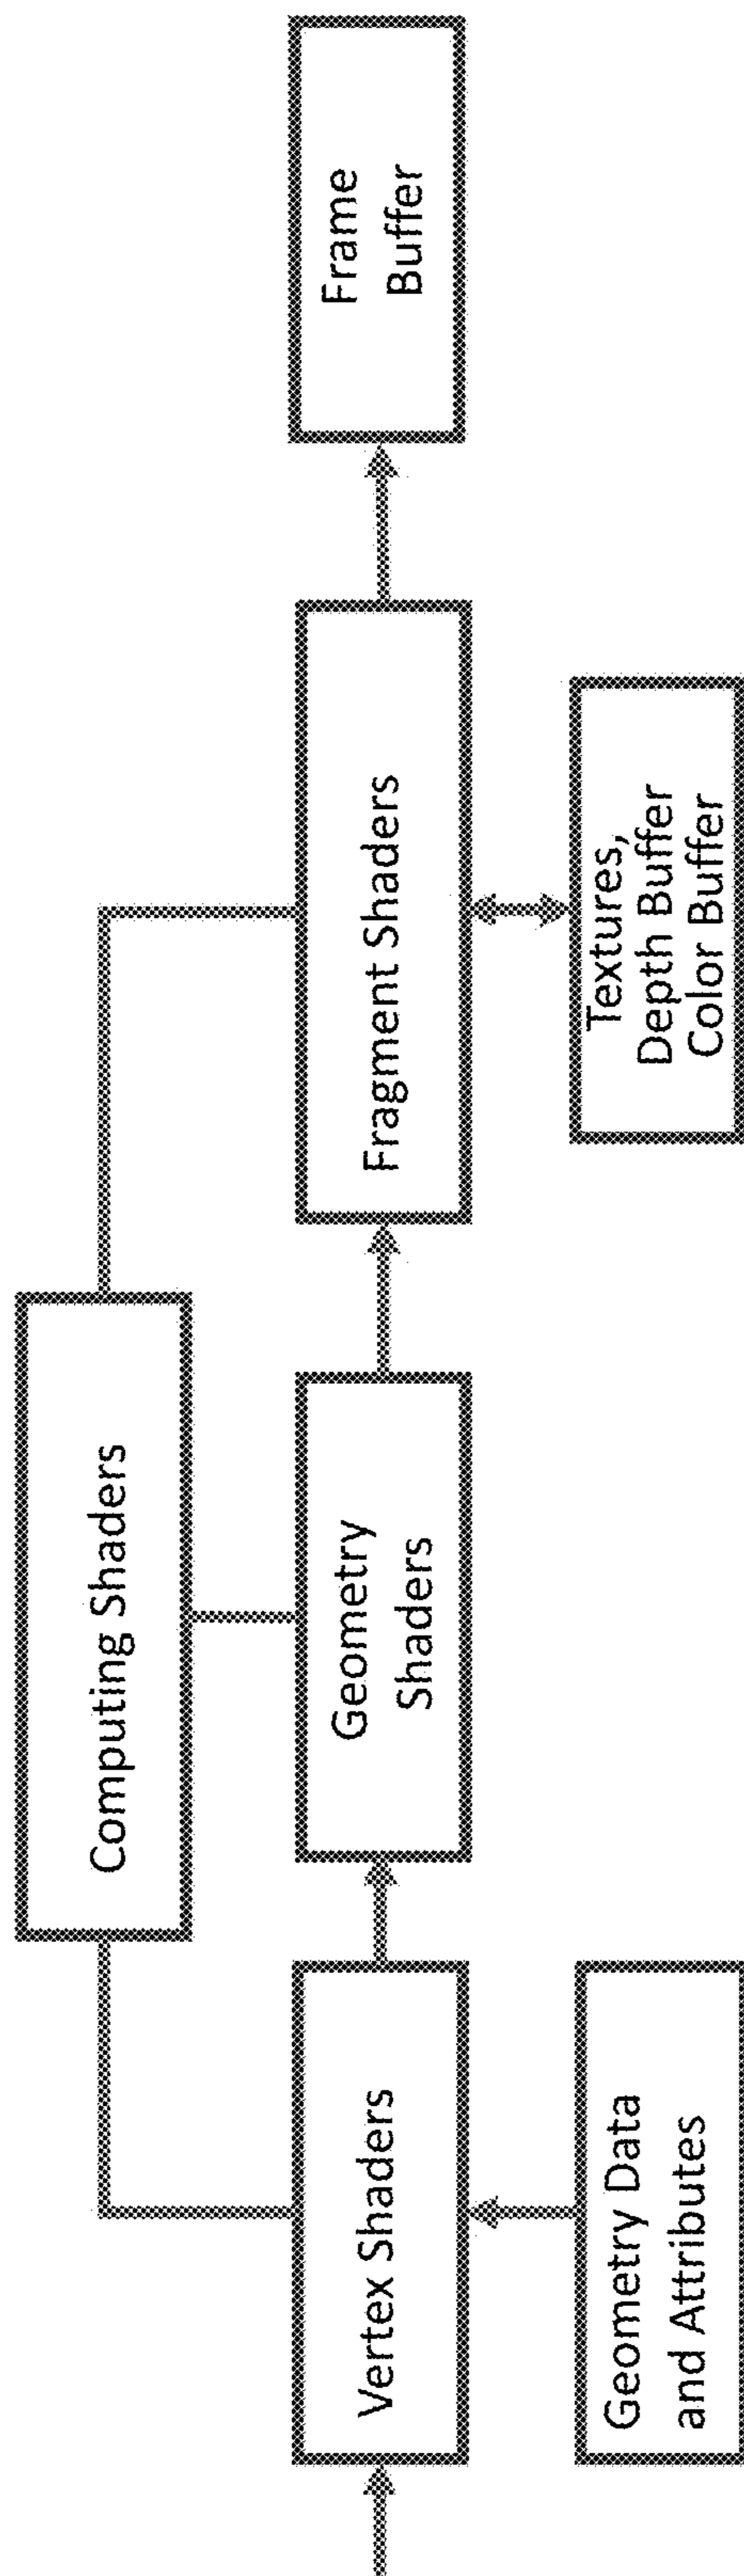 Computing Shaders
Vertex Shaders
Geometry
Shaders
Fragment Shaders
Frame
Buffer
Geometry Data
and Attributes
Textures,
Depth Buffer
Color Buffer